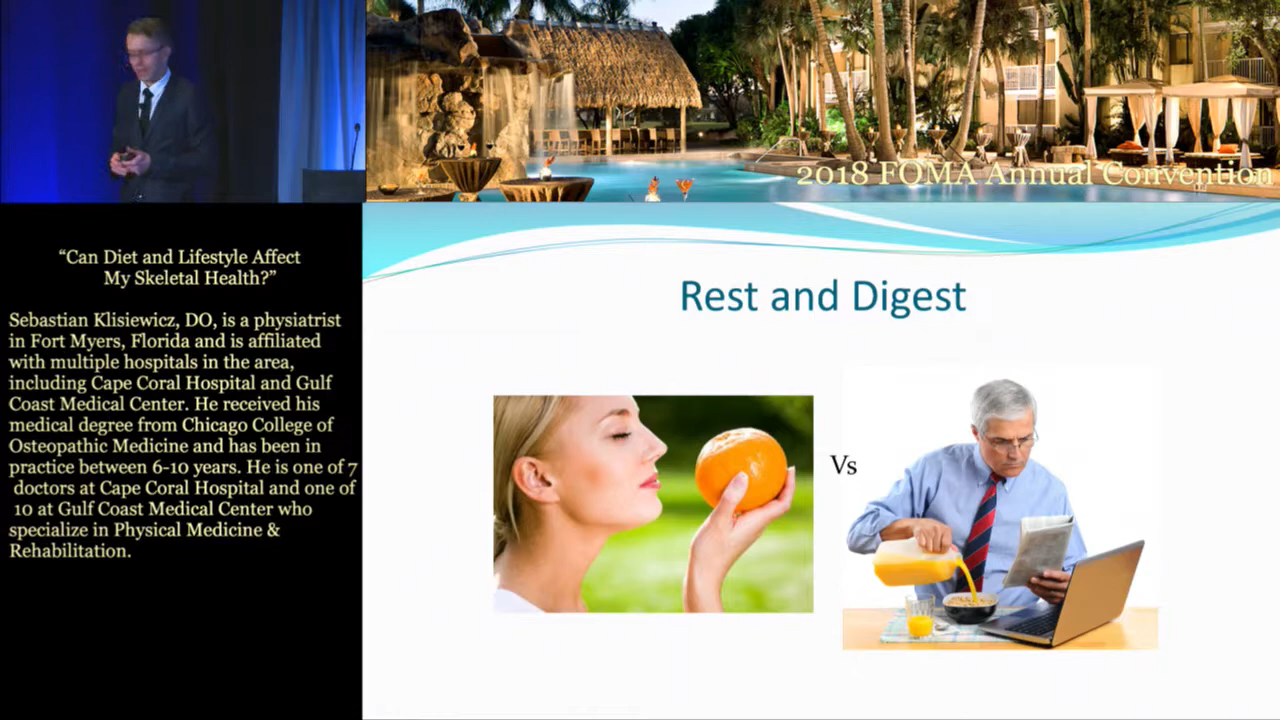 2018 FOMA Annual Convention
“Can Diet and Lifestyle Affect
My Skeletal Health?”
Sebastian Klisiewicz, DO, is a physiatrist
in Fort Myers, Florida and is affiliated
with multiple hospitals in the area,
including Cape Coral Hospital and Gulf
Coast Medical Center. He received his
medical degree from Chicago College of
Osteopathic Medicine and has been in
practice between 6-10 years. He is one of 7
doctors at Cape Coral Hospital and one of
10 at Gulf Coast Medical Center who
specialize in Physical Medicine &
Rehabilitation.
Rest and Digest
Vs